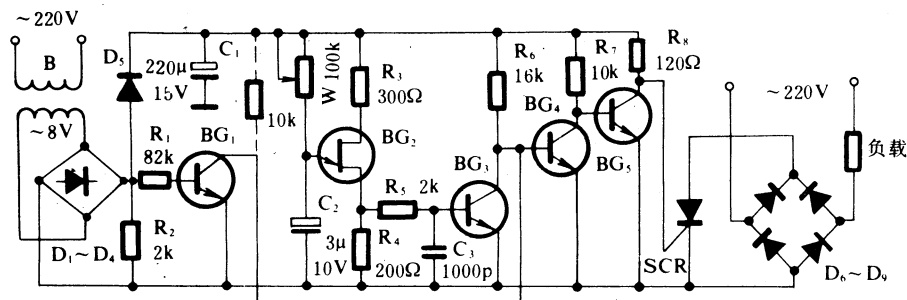 ~220V
B
~8V
D₁~D₄
D₅
R₁
82k
R₂
2k
BG₁
C₁
220μ
15V
10k
W 100k
R₃
300Ω
BG₂
C₂
3μ
10V
R₄
200Ω
R₅ 2k
C₃
1000p
BG₃
R₆
16k
BG₄
R₇
10k
BG₅
R₈
120Ω
SCR
~220V
负载
D₆~D₉